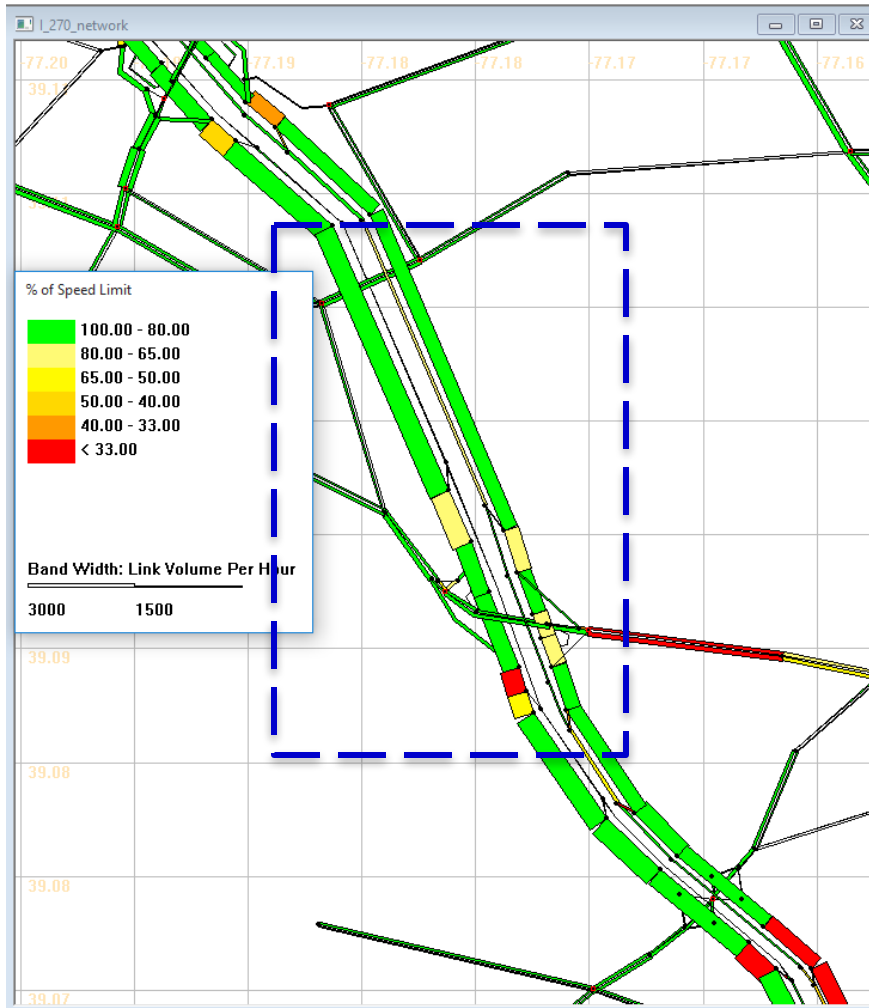 I_270_network
-77.20 -77.19 -77.18 -77.18 -77.17 -77.17 -77.16
% of Speed Limit
100.00 - 80.00
80.00 - 65.00
65.00 - 50.00
50.00 - 40.00
40.00 - 33.00
< 33.00
Band Width: Link Volume Per Hour
3000 1500
39.09
39.08
39.08
39.07